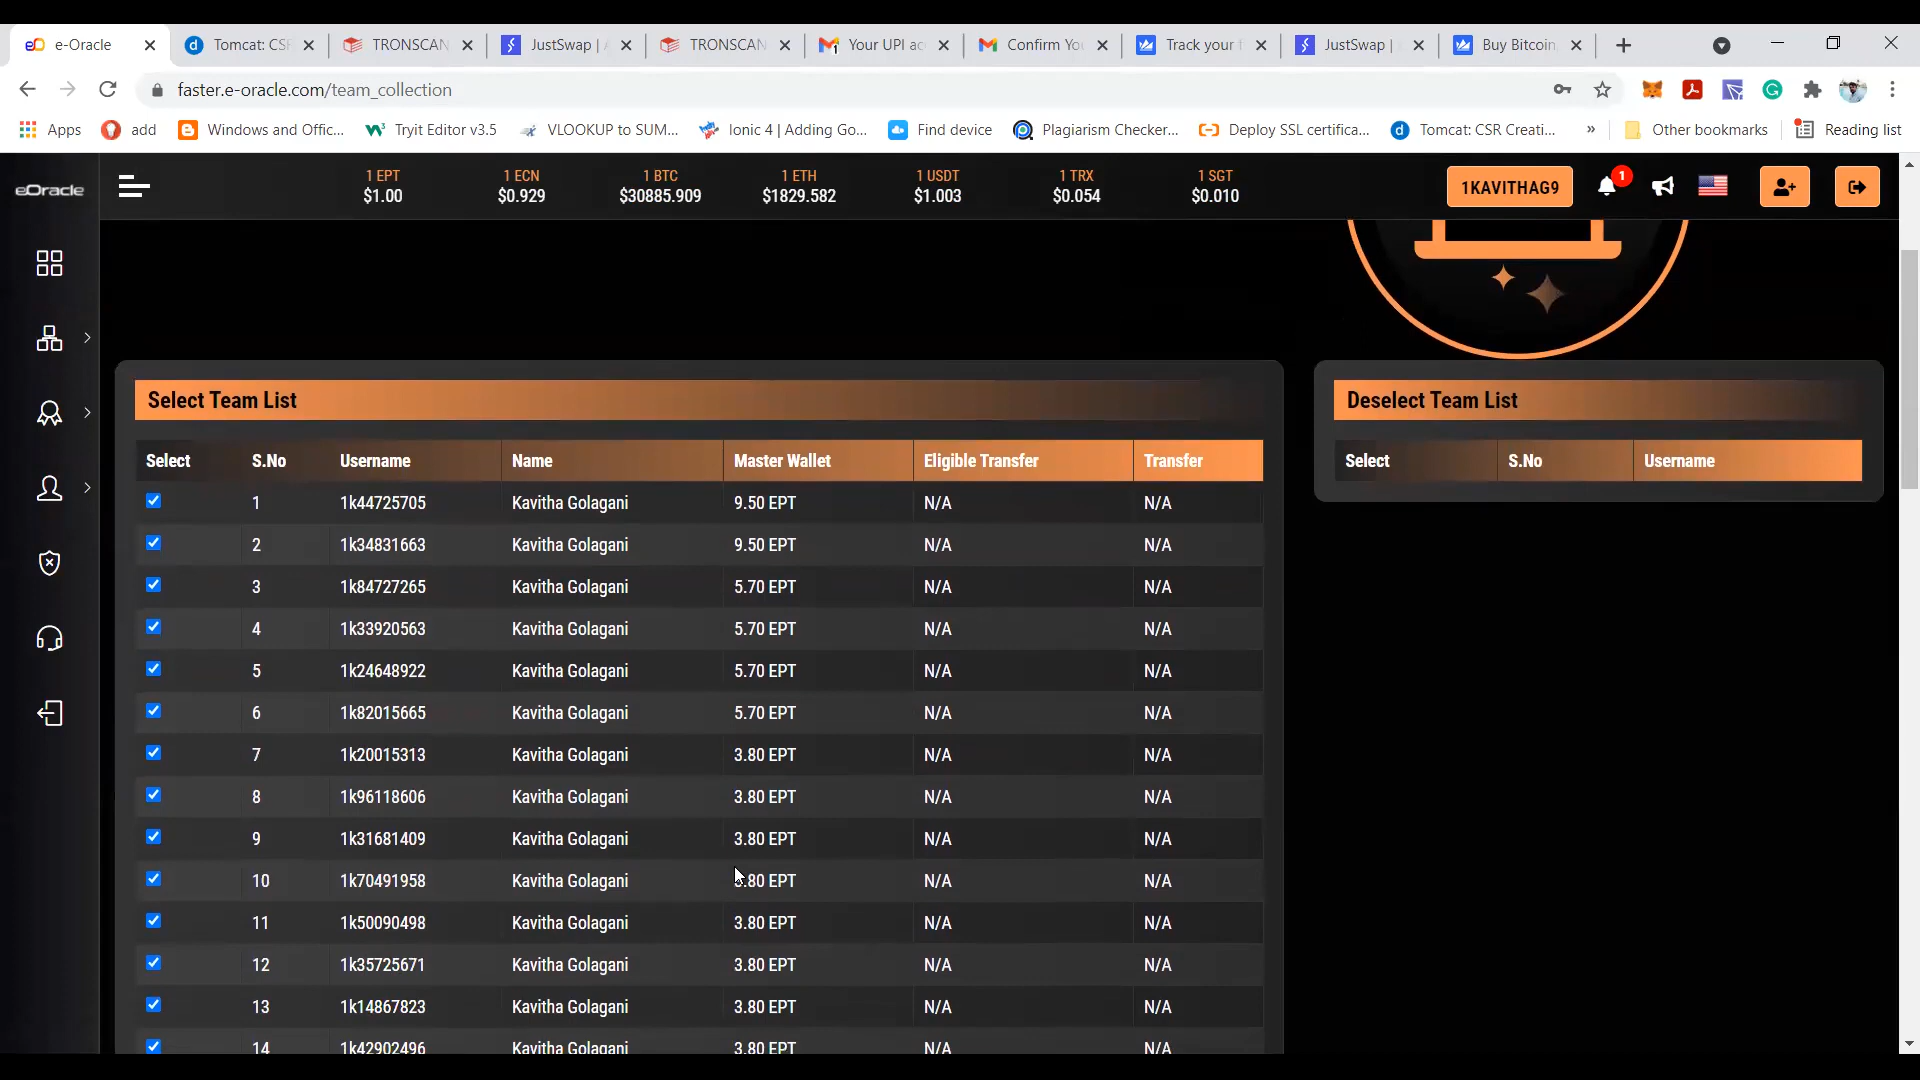 e-Oracle
Tomcat: CSR
TRONSCAN
JustSwap |
TRONSCAN
Your UPI ac
Confirm You
Track your
JustSwap |
Buy Bitcoin
faster.e-oracle.com/team_collection
Apps
add
Windows and Offic...
Tryit Editor v3.5
VLOOKUP to SUM...
Ionic 4 | Adding Go...
Find device
Plagiarism Checker...
Deploy SSL certifica...
Tomcat: CSR Creati...
»
Other bookmarks
Reading list
eOracle
1 EPT
$1.00
1 ECN
$0.929
1 BTC
$30885.909
1 ETH
$1829.582
1 USDT
$1.003
1 TRX
$0.054
1 SGT
$0.010
1KAVITHAG9
1
Select Team List
Select S.No Username Name Master Wallet Eligible Transfer Transfer
1 1k44725705 Kavitha Golagani 9.50 EPT N/A N/A
2 1k34831663 Kavitha Golagani 9.50 EPT N/A N/A
3 1k84727265 Kavitha Golagani 5.70 EPT N/A N/A
4 1k33920563 Kavitha Golagani 5.70 EPT N/A N/A
5 1k24648922 Kavitha Golagani 5.70 EPT N/A N/A
6 1k82015665 Kavitha Golagani 5.70 EPT N/A N/A
7 1k20015313 Kavitha Golagani 3.80 EPT N/A N/A
8 1k96118606 Kavitha Golagani 3.80 EPT N/A N/A
9 1k31681409 Kavitha Golagani 3.80 EPT N/A N/A
10 1k70491958 Kavitha Golagani 3.80 EPT N/A N/A
11 1k50090498 Kavitha Golagani 3.80 EPT N/A N/A
12 1k35725671 Kavitha Golagani 3.80 EPT N/A N/A
13 1k14867823 Kavitha Golagani 3.80 EPT N/A N/A
14 1k42902496 Kavitha Golagani 3.80 EPT N/A N/A
Deselect Team List
Select S.No Username